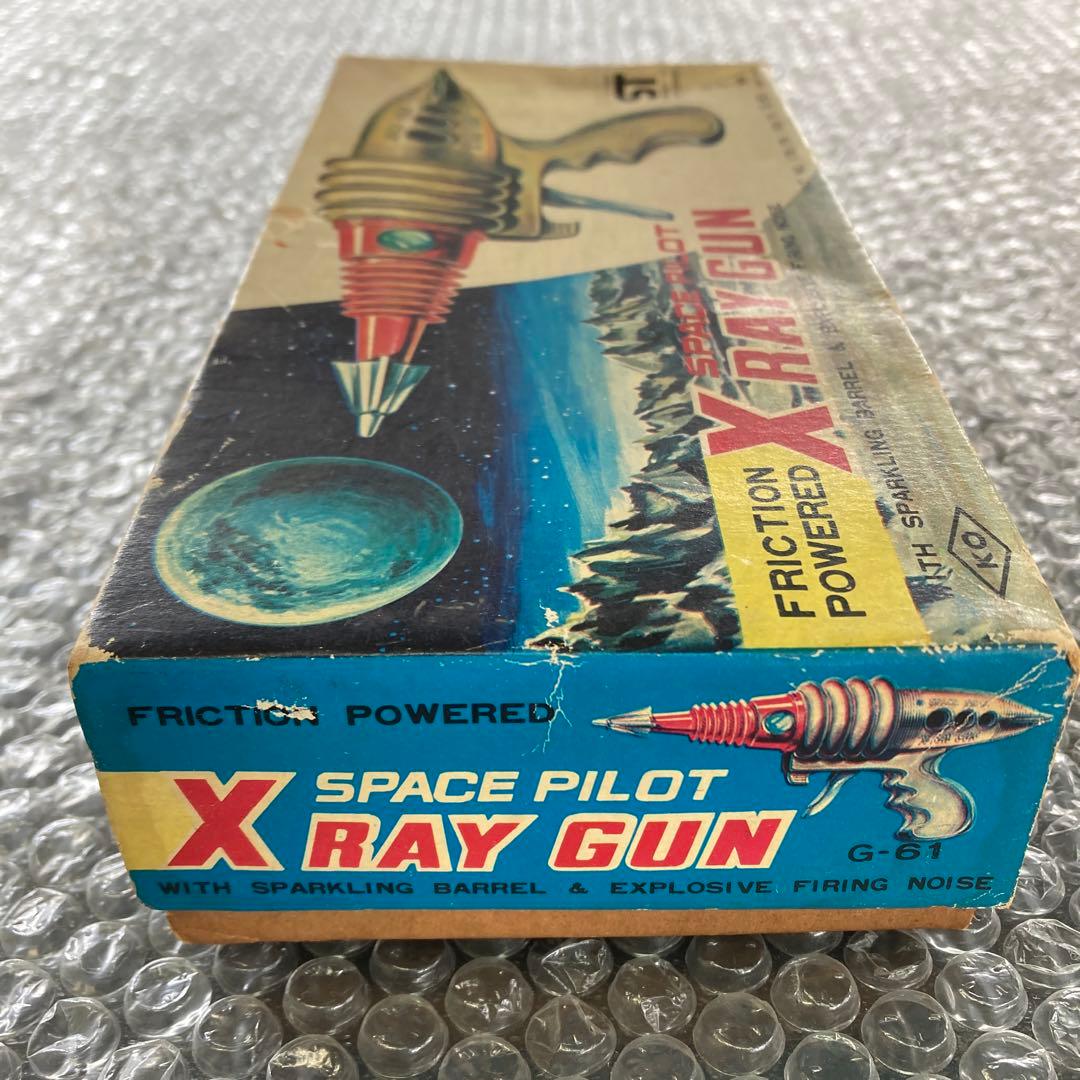 ST
SPACE PILOT
X RAY GUN
FRICTION
POWERED
WITH SPARKLING BARREL & EXPLOSIVE FIRING NOISE
KO
FRICTION POWERED
SPACE PILOT
X RAY GUN
G-61
WITH SPARKLING BARREL & EXPLOSIVE FIRING NOISE